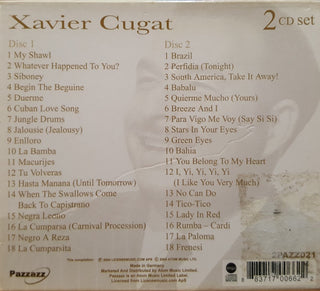 Xavier Cugat
2 CD set
Disc 1
1 My Shawl
2 Whatever Happened To You?
3 Siboney
4 Begin The Beguine
5 Duerme
6 Cuban Love Song
7 Jungle Drums
8 Jalousie (Jealousy)
9 Enlloro
10 La Bamba
11 Macurijes
12 Tu Volveras
13 Hasta Manana (Until Tomorrow)
14 When The Swallows Come
Back To Capistrano
15 Negra Leono
16 La Cumparsa (Carnival Procession)
17 Negro A Reza
18 La Cumparsita
Disc 2
1 Brazil
2 Perfidia (Tonight)
3 South America, Take It Away!
4 Babalu
5 Quierme Mucho (Yours)
6 Breeze And I
7 Para Vigo Me Voy (Say Si Si)
8 Stars In Your Eyes
9 Green Eyes
10 Bahia
11 You Belong To My Heart
12 I, Yi, Yi, Yi, Yi
(I Like You Very Much)
13 No Can Do
14 Tico-Tico
15 Lady In Red
16 Rumba – Cardi
17 La Paloma
18 Frenesi
Pazzazz
Made in Germany
Marketed And Distributed by Atom Music Limited.
Pazzazz is an Atom Music Limited Label.
Licensed from Licensemusic.com ApS
PAZZ021